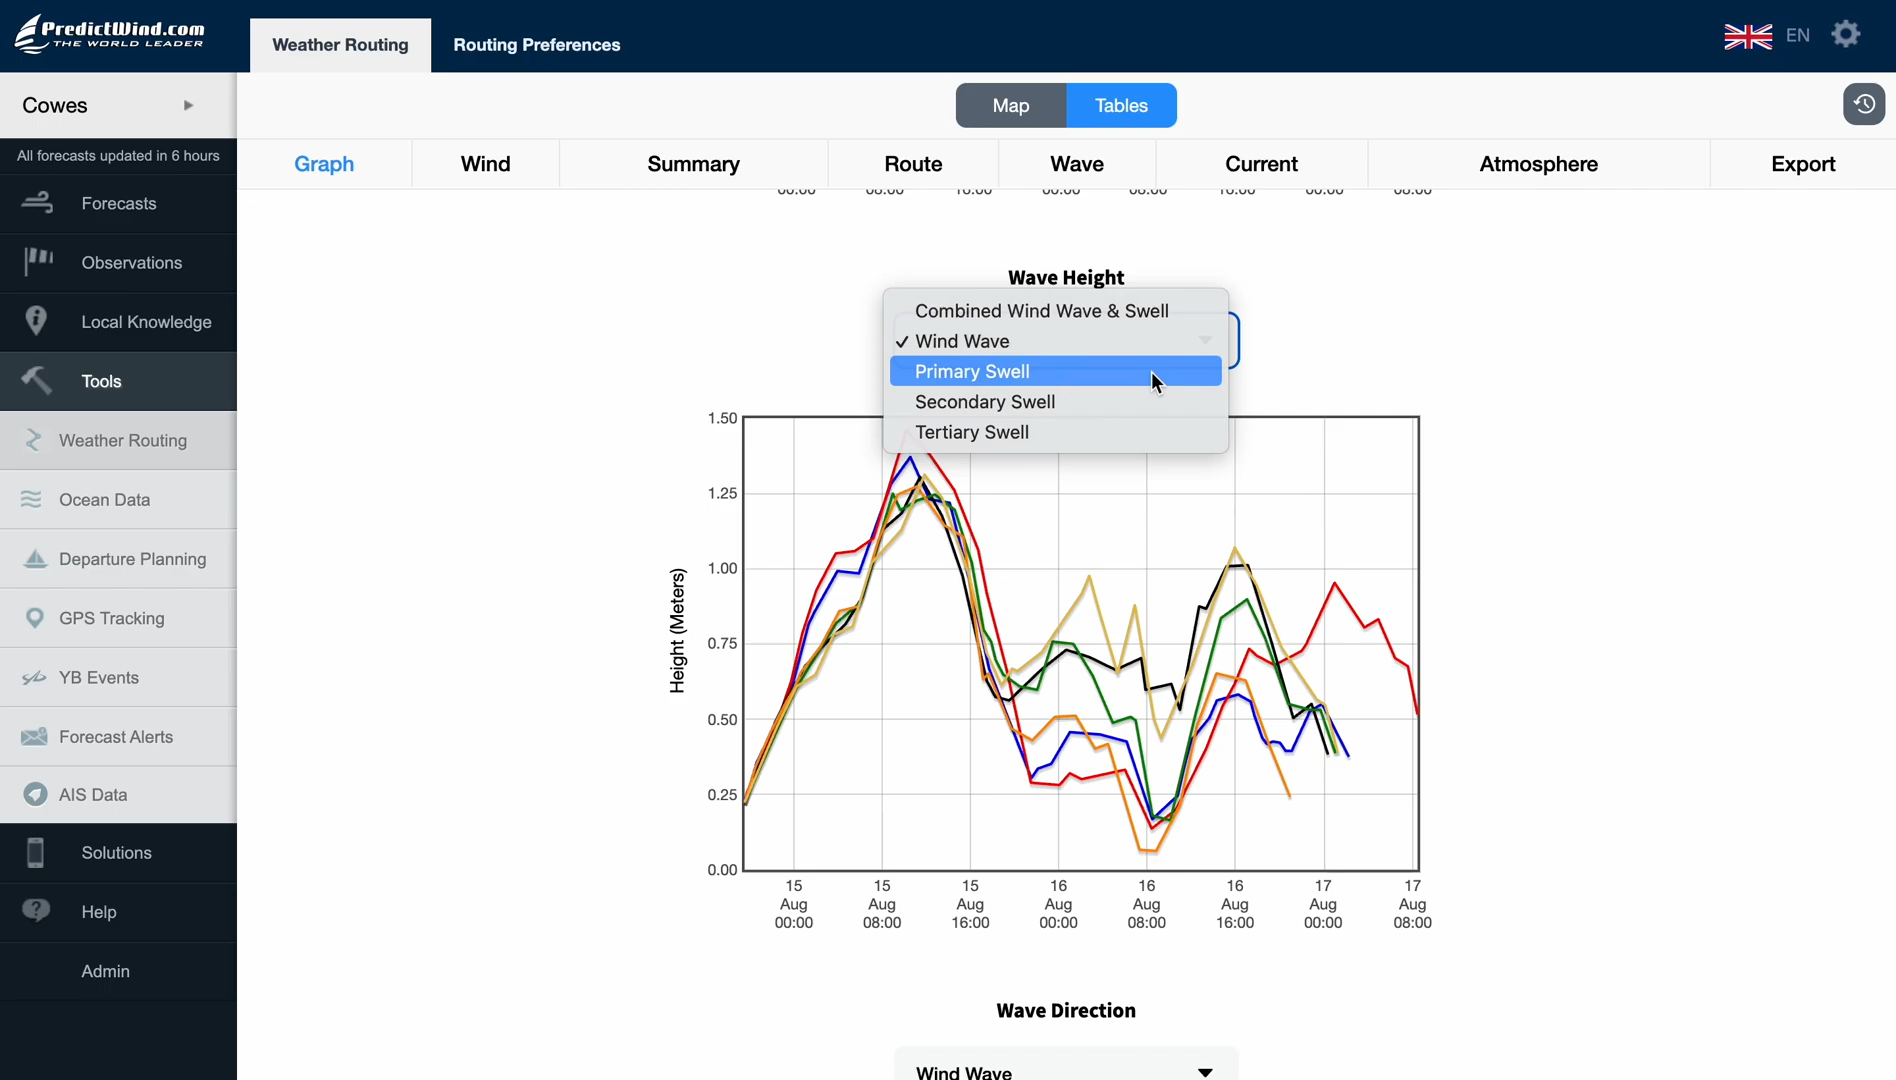 PredictWind.com
THE WORLD LEADER
Weather Routing
Routing Preferences
EN
Cowes
Map
Tables
All forecasts updated in 6 hours
Graph
Wind
Summary
Route
Wave
Current
Atmosphere
Export
Forecasts
Observations
Local Knowledge
Tools
Weather Routing
Ocean Data
Departure Planning
GPS Tracking
YB Events
Forecast Alerts
AIS Data
Solutions
Help
Admin
Wave Height
Combined Wind Wave & Swell
✓ Wind Wave
Primary Swell
Secondary Swell
Tertiary Swell
Height (Meters)
1.50
1.25
1.00
0.75
0.50
0.25
0.00
15 15 15 16 16 16 17 17
Aug Aug Aug Aug Aug Aug Aug Aug
00:00 08:00 16:00 00:00 08:00 16:00 00:00 08:00
Wave Direction
Wind Wave